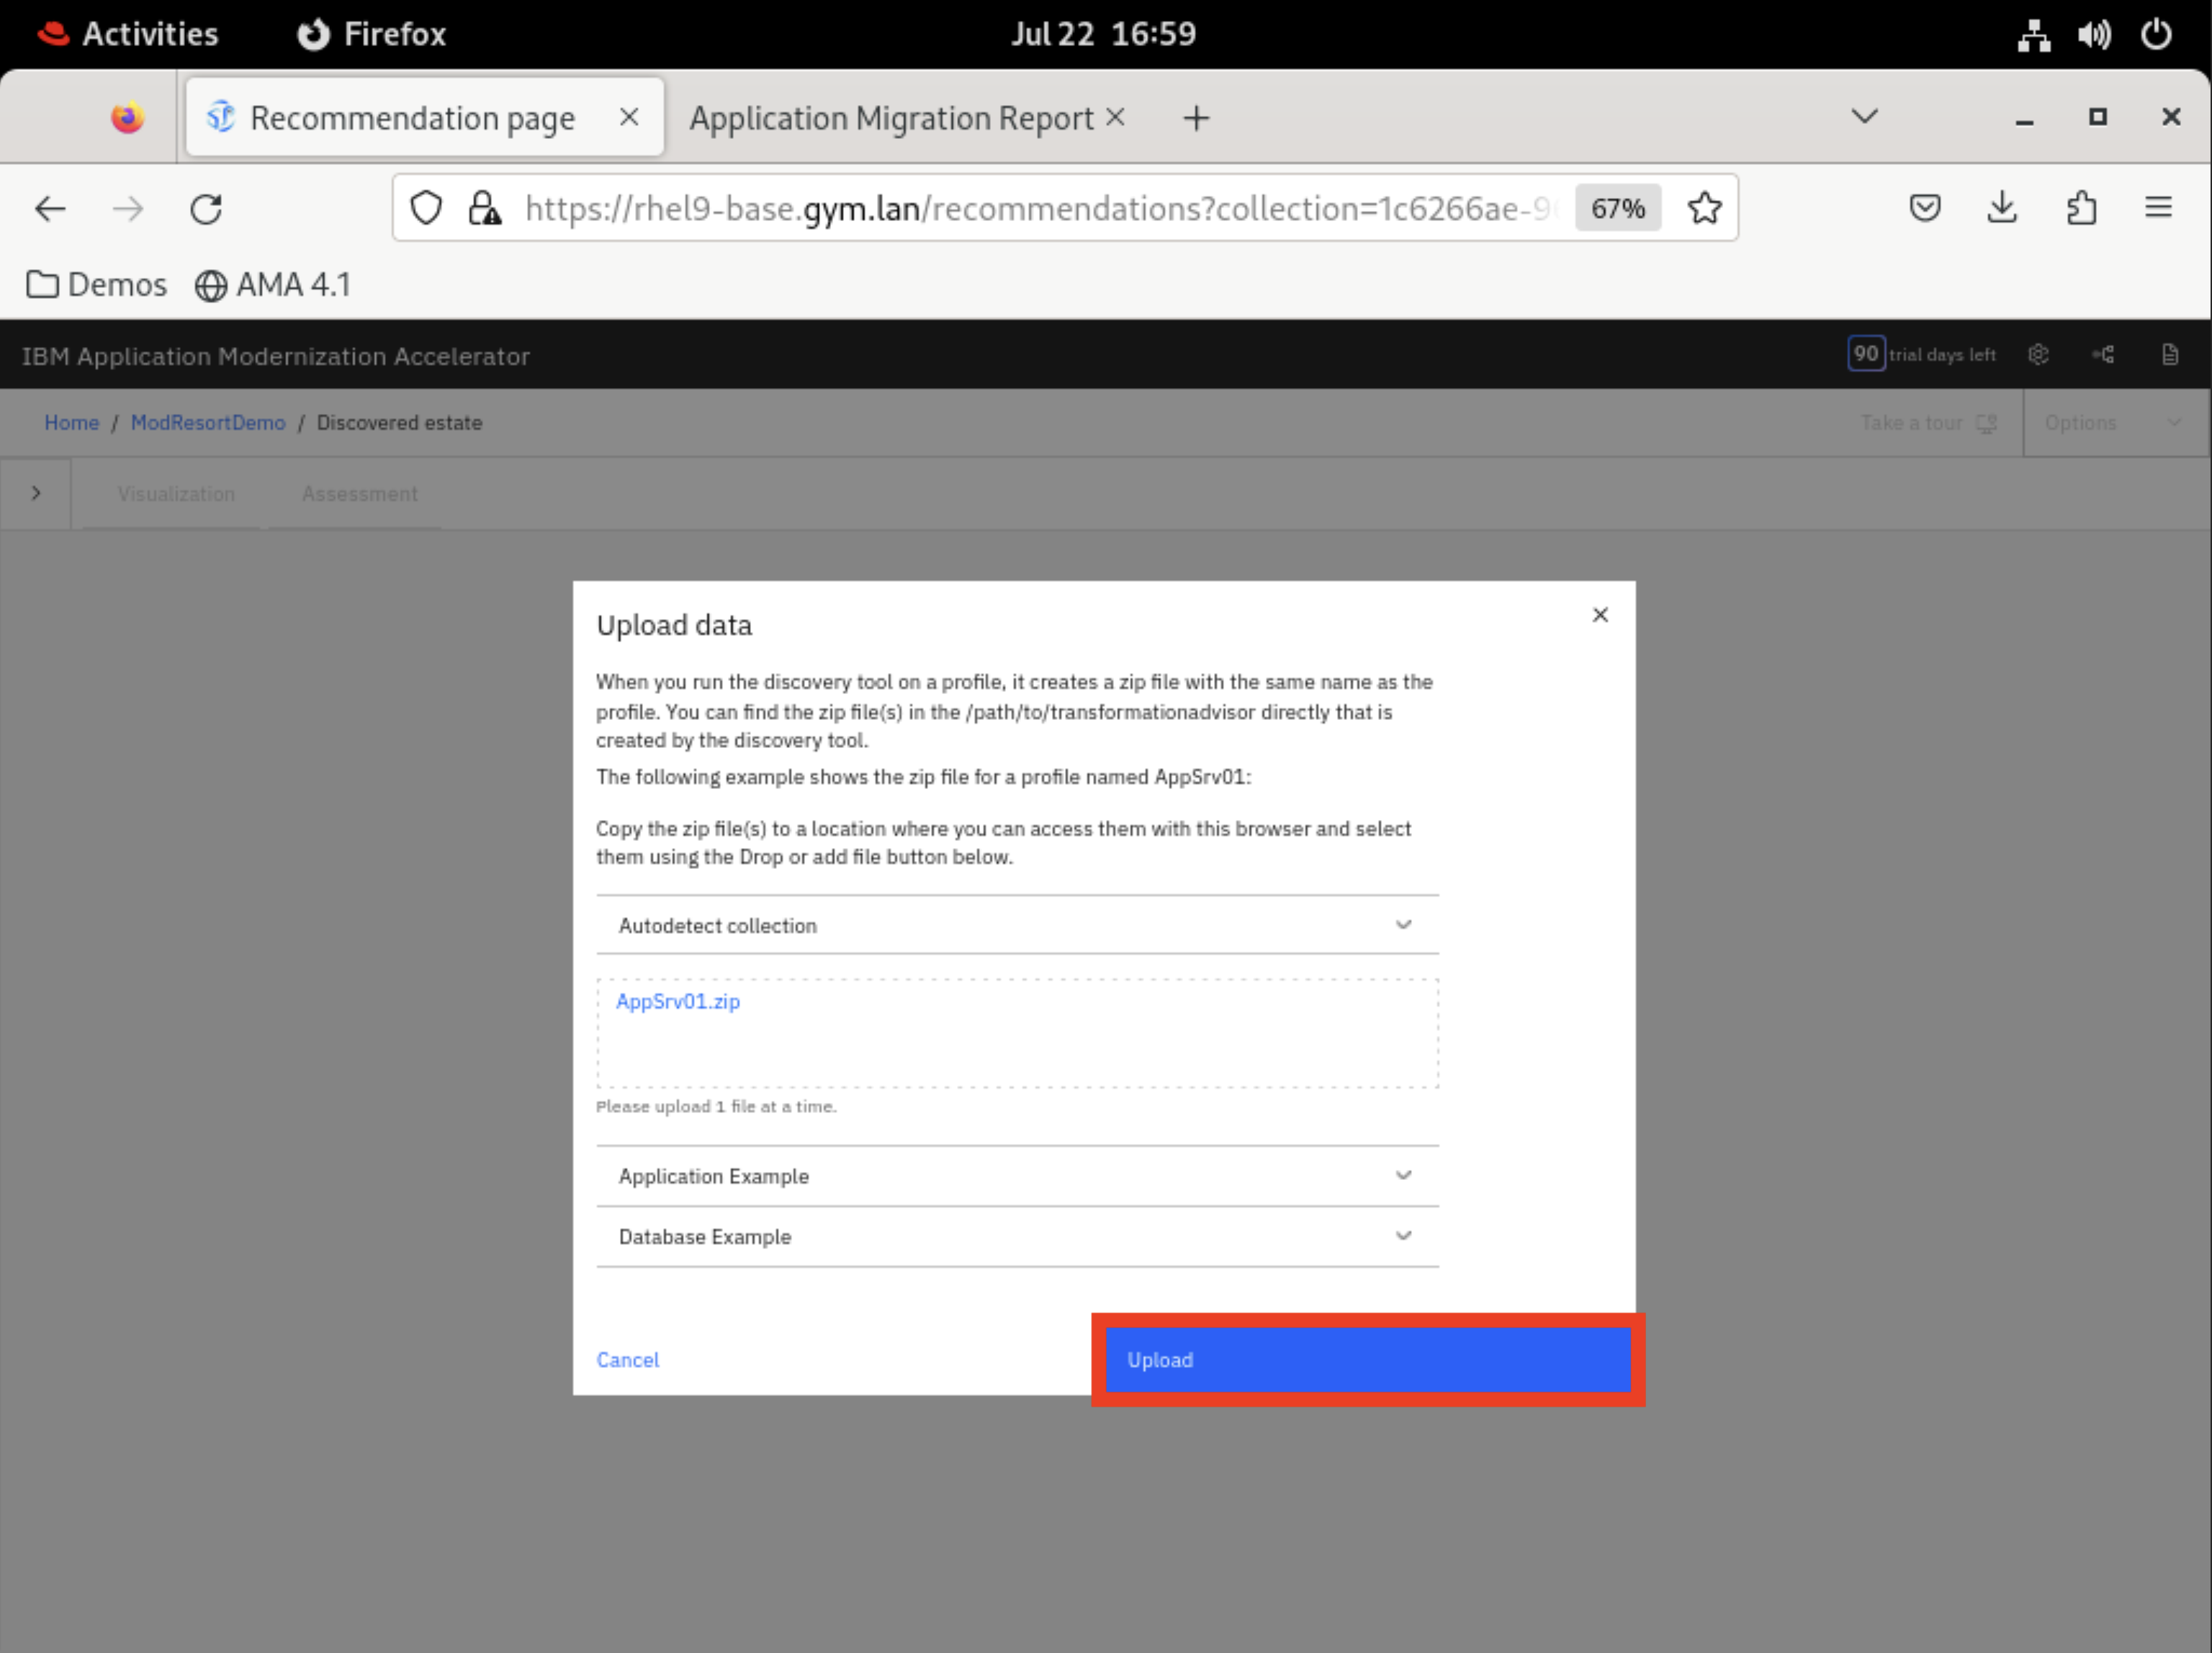 Activities Firefox Jul 22 16:59
Recommendation page Application Migration Report
https://rhel9-base.gym.lan/recommendations?collection=1c6266ae-9 67%
Demos AMA 4.1
IBM Application Modernization Accelerator 90 trial days left
Home / ModResortDemo / Discovered estate Take a tour Options
Visualization Assessment
Upload data
When you run the discovery tool on a profile, it creates a zip file with the same name as the
profile. You can find the zip file(s) in the /path/to/transformationadvisor directly that is
created by the discovery tool.
The following example shows the zip file for a profile named AppSrv01:
Copy the zip file(s) to a location where you can access them with this browser and select
them using the Drop or add file button below.
Autodetect collection
AppSrv01.zip
Please upload 1 file at a time.
Application Example
Database Example
Cancel Upload